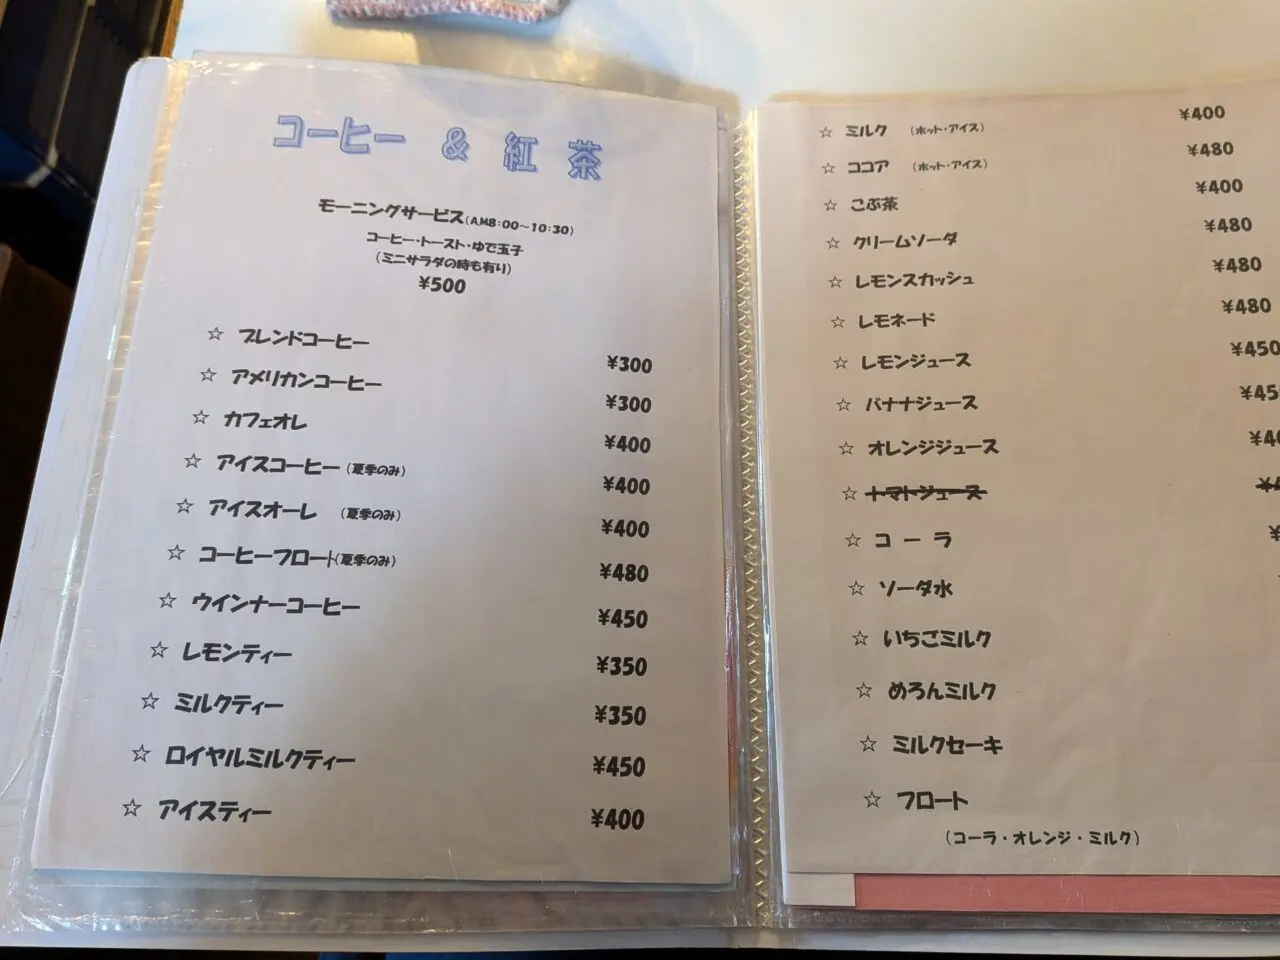 コーヒー & 紅茶
モーニングサービス(AM8:00～10:30)
コーヒー・トースト・ゆで玉子
(ミニサラダの時も有り)
¥500
☆ ブレンドコーヒー ¥300
☆ アメリカンコーヒー ¥300
☆ カフェオレ ¥400
☆ アイスコーヒー(夏季のみ) ¥400
☆ アイスオーレ (夏季のみ) ¥400
☆ コーヒーフロート(夏季のみ) ¥480
☆ ウインナーコーヒー ¥450
☆ レモンティー ¥350
☆ ミルクティー ¥350
☆ ロイヤルミルクティー ¥450
☆ アイスティー ¥400
☆ ミルク (ホット・アイス) ¥400
☆ ココア (ホット・アイス) ¥480
☆ こぶ茶 ¥400
☆ クリームソーダ ¥480
☆ レモンスカッシュ ¥480
☆ レモネード ¥480
☆ レモンジュース ¥450
☆ バナナジュース ¥45
☆ オレンジジュース ¥40
☆ トマトジュース ¥4
☆ コーラ ¥
☆ ソーダ水
☆ いちごミルク
☆ めろんミルク
☆ ミルクセーキ
☆ フロート
(コーラ・オレンジ・ミルク)